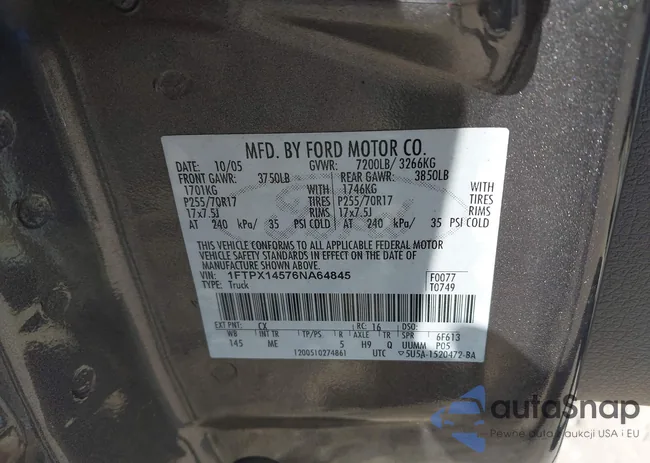 MFD. BY FORD MOTOR CO.
DATE: 10/05 GVWR: 7200LB/ 3266KG
FRONT GAWR: 3750LB REAR GAWR: 3850LB
1701KG WITH 1746KG WITH
P255/70R17 TIRES P255/70R17 TIRES
17x7.5J RIMS 17x7.5J RIMS
AT 240 kPa/ 35 PSI COLD AT 240 kPa/ 35 PSI COLD
THIS VEHICLE CONFORMS TO ALL APPLICABLE FEDERAL MOTOR
VEHICLE SAFETY STANDARDS IN EFFECT ON THE DATE OF
MANUFACTURE SHOWN ABOVE.
VIN: 1FTPX14576NA64845 F0077
TYPE: Truck T0749
EXT PNT: CX RC: 16 DSO:
WB INT TR TP/PS R AXLE TR SPR 6F613
145 ME 5 H9 Q UUMM P05
1200510274861 UTC 5U5A-1520472-BA
autoSnap
Pewne auto z aukcji USA i EU